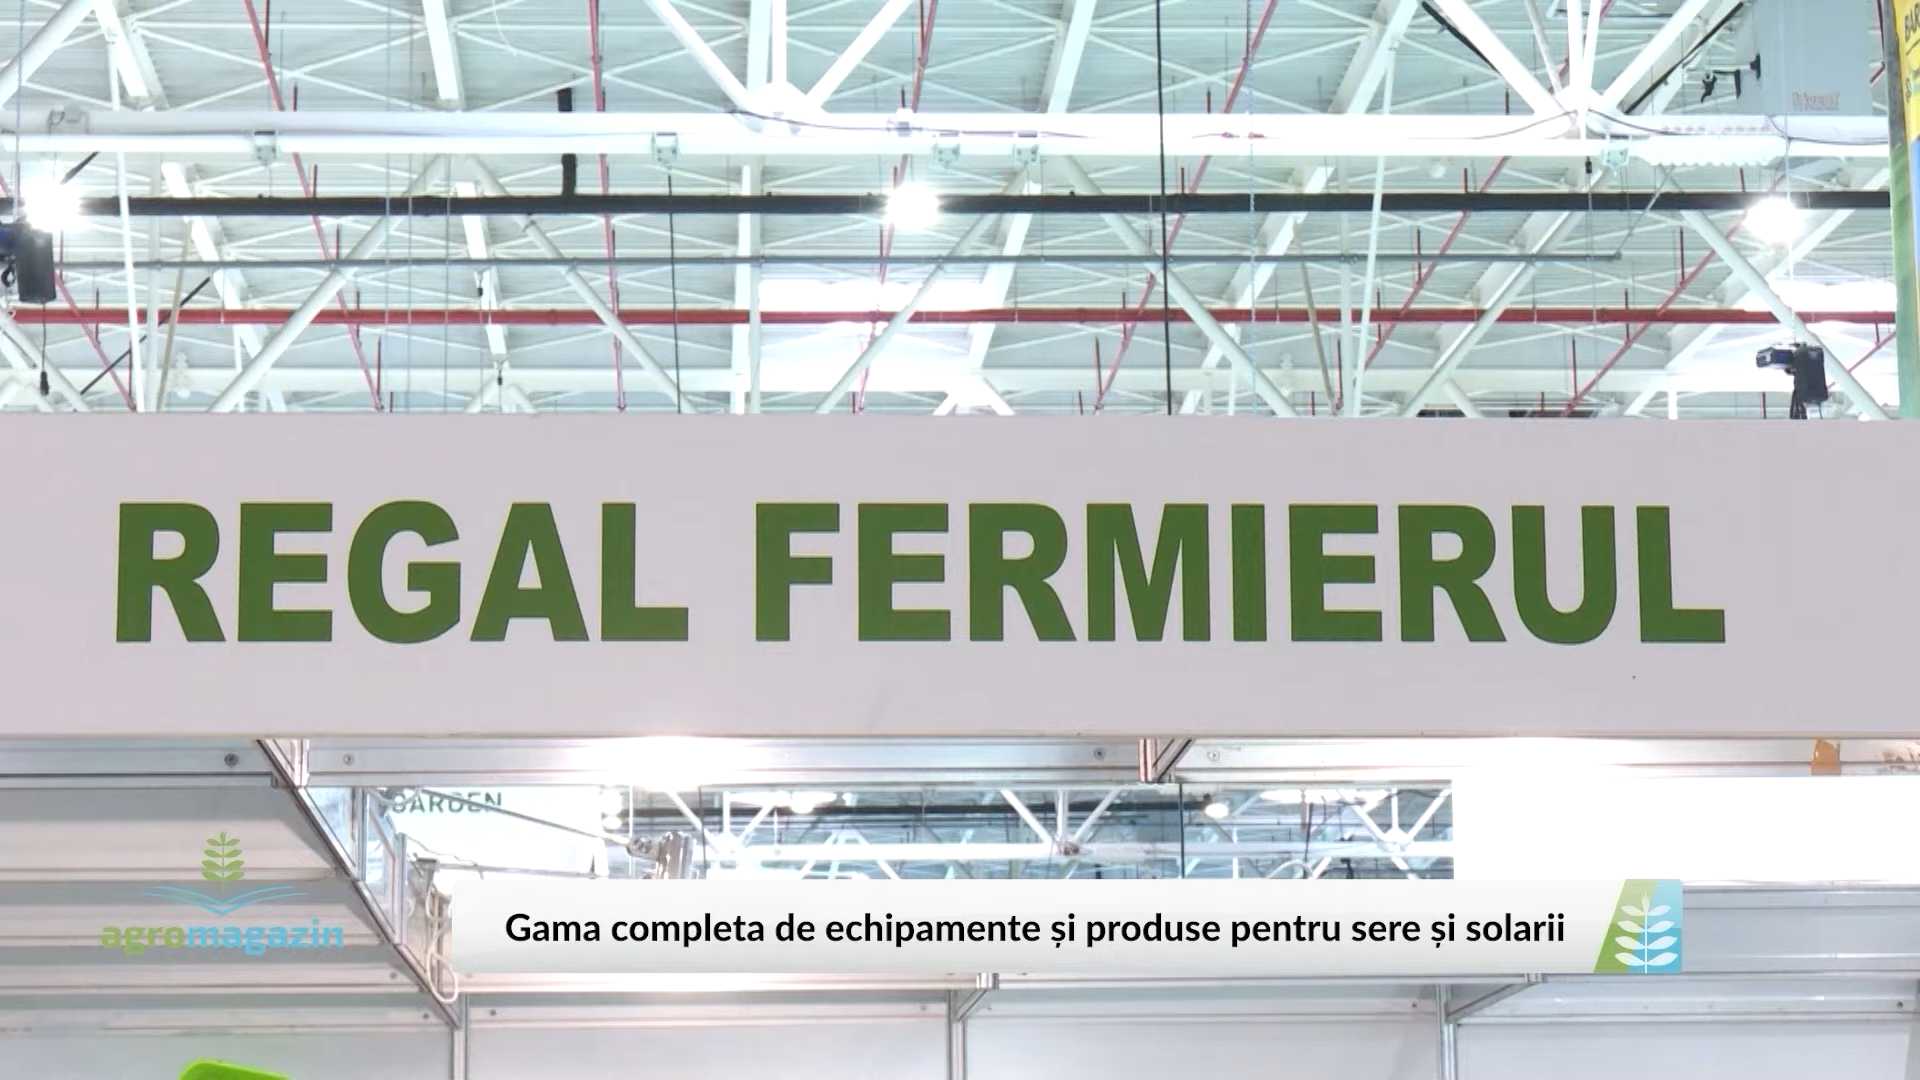 REGAL FERMIERUL
GARDEN
agromagazin
Gama completa de echipamente și produse pentru sere și solarii